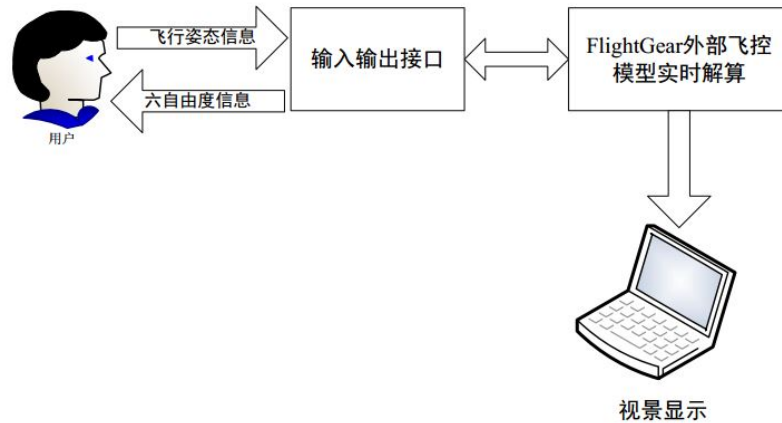 飞行姿态信息
输入输出接口
FlightGear外部飞控
模型实时解算
六自由度信息
用户
视景显示